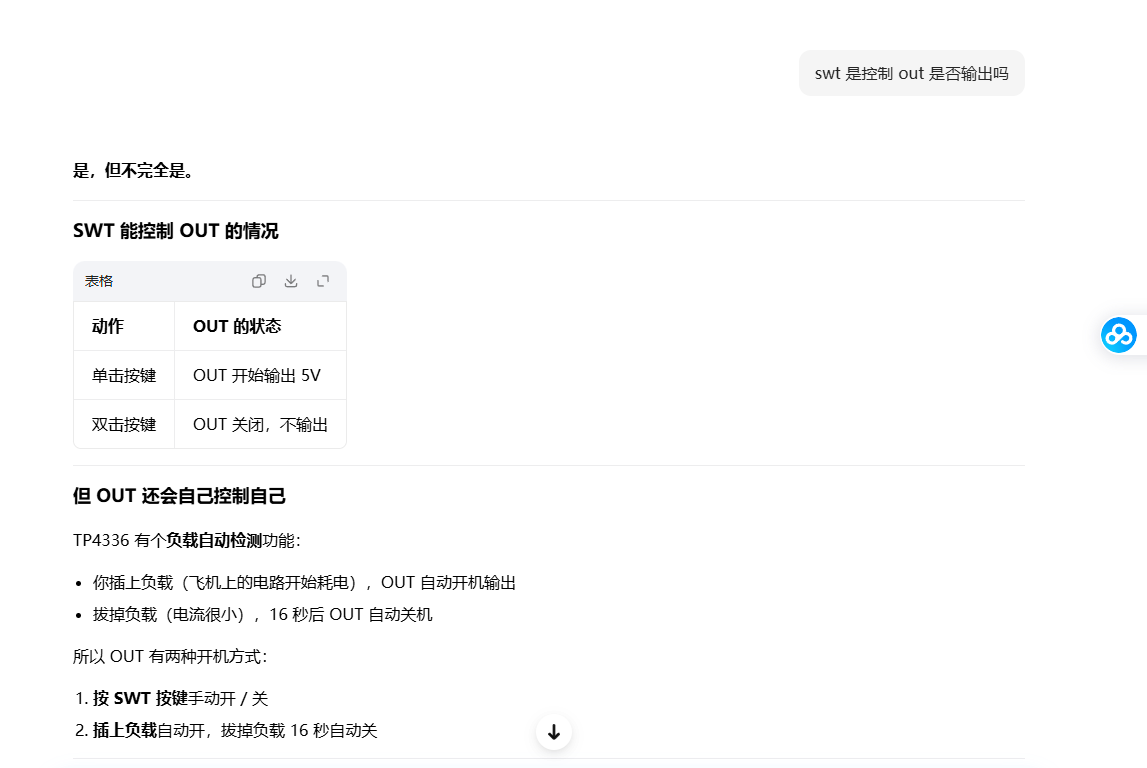 swt 是控制 out 是否输出吗
是，但不完全是。
SWT 能控制 OUT 的情况
表格
动作 OUT 的状态
单击按键 OUT 开始输出 5V
双击按键 OUT 关闭，不输出
但 OUT 还会自己控制自己
TP4336 有个负载自动检测功能：
• 你插上负载（飞机上的电路开始耗电），OUT 自动开机输出
• 拔掉负载（电流很小），16 秒后 OUT 自动关机
所以 OUT 有两种开机方式：
1. 按 SWT 按键手动开 / 关
2. 插上负载自动开，拔掉负载 16 秒自动关